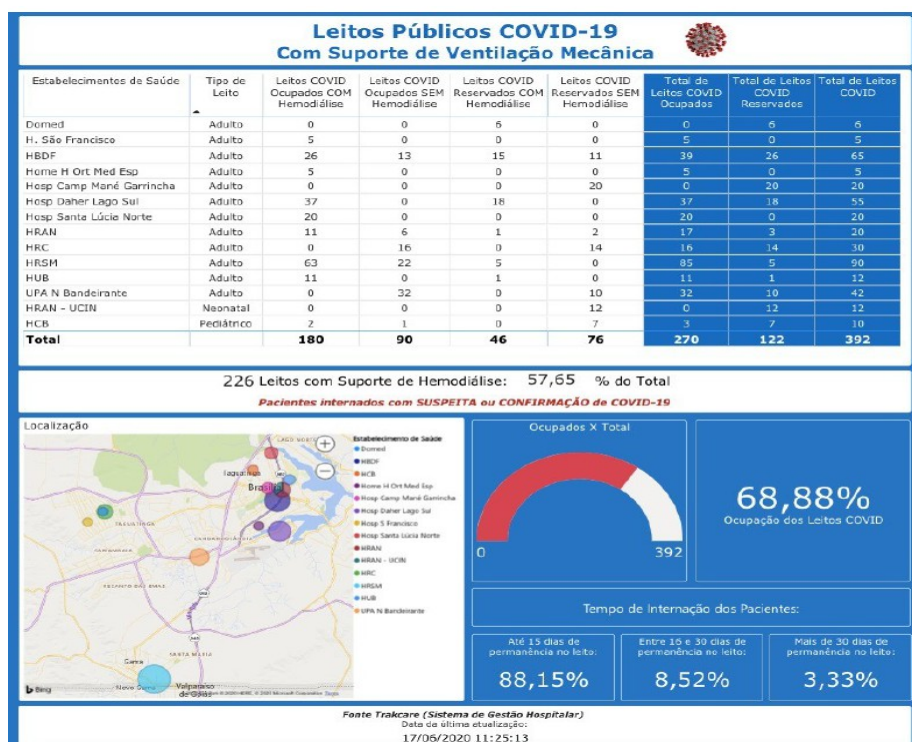 Leitos Públicos COVID-19
Com Suporte de Ventilação Mecânica
Estabelecimentos de Saúde Tipo de Leito Leitos COVID Ocupados COM Hemodiálise Leitos COVID Ocupados SEM Hemodiálise Leitos COVID Reservados COM Hemodiálise Leitos COVID Reservados SEM Hemodiálise Total de Leitos COVID Ocupados Total de Leitos COVID Reservados Total de Leitos COVID
Domed Adulto 0 0 6 0 0 6 6
H. São Francisco Adulto 5 0 0 0 5 0 5
HBDF Adulto 26 13 15 11 39 26 65
Home H Ort Med Esp Adulto 5 0 0 0 5 0 5
Hosp Camp Mané Garrincha Adulto 0 0 0 20 0 20 20
Hosp Daher Lago Sul Adulto 37 0 18 0 37 18 55
Hosp Santa Lúcia Norte Adulto 20 0 0 0 20 0 20
HRAN Adulto 11 6 1 2 17 3 20
HRC Adulto 0 16 0 14 16 14 30
HRSM Adulto 63 22 5 0 85 5 90
HUB Adulto 11 0 1 0 11 1 12
UPA N Bandeirante Adulto 0 32 0 10 32 10 42
HRAN - UCIN Neonatal 0 0 0 12 0 12 12
HCB Pediátrico 2 1 0 7 3 7 10
Total 180 90 46 76 270 122 392
226 Leitos com Suporte de Hemodiálise: 57,65 % do Total
Pacientes internados com SUSPEITA ou CONFIRMAÇÃO de COVID-19
Localização
LAGO NORTE
Taguatinga
Brasília
SANTA MARIA
Gama
Novo Gama
Valparaíso de Goiás
Bing
Estabelecimento de Saúde
Domed
HBDF
HCB
Home H Ort Med Esp
Hosp Camp Mané Garrincha
Hosp Daher Lago Sul
Hosp S Francisco
Hosp Santa Lúcia Norte
HRAN
HRAN - UCIN
HRC
HRSM
HUB
UPA N Bandeirante
Ocupados X Total
0
392
68,88%
Ocupação dos Leitos COVID
Tempo de Internação dos Pacientes:
Até 15 dias de
permanência no leito:
88,15%
Entre 16 e 30 dias de
permanência no leito:
8,52%
Mais de 30 dias de
permanência no leito:
3,33%
Fonte Trakcare (Sistema de Gestão Hospitalar)
Data da última atualização:
17/06/2020 11:25:13